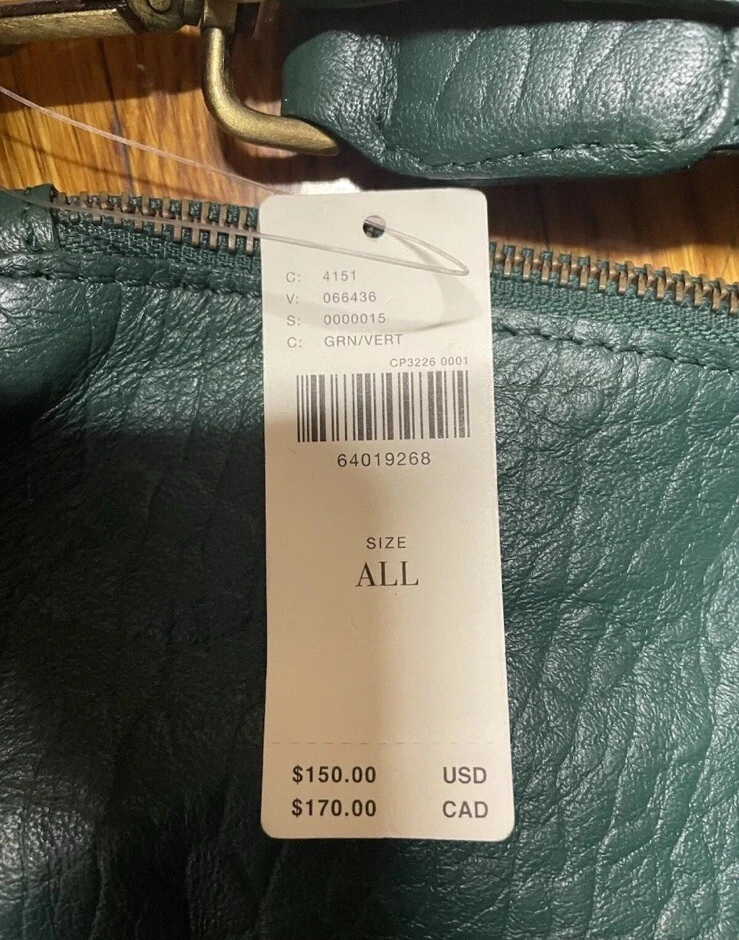 C: 4151
V: 066436
S: 0000015
C: GRN/VERT
CP3226 0001
64019268
SIZE
ALL
$150.00 USD
$170.00 CAD